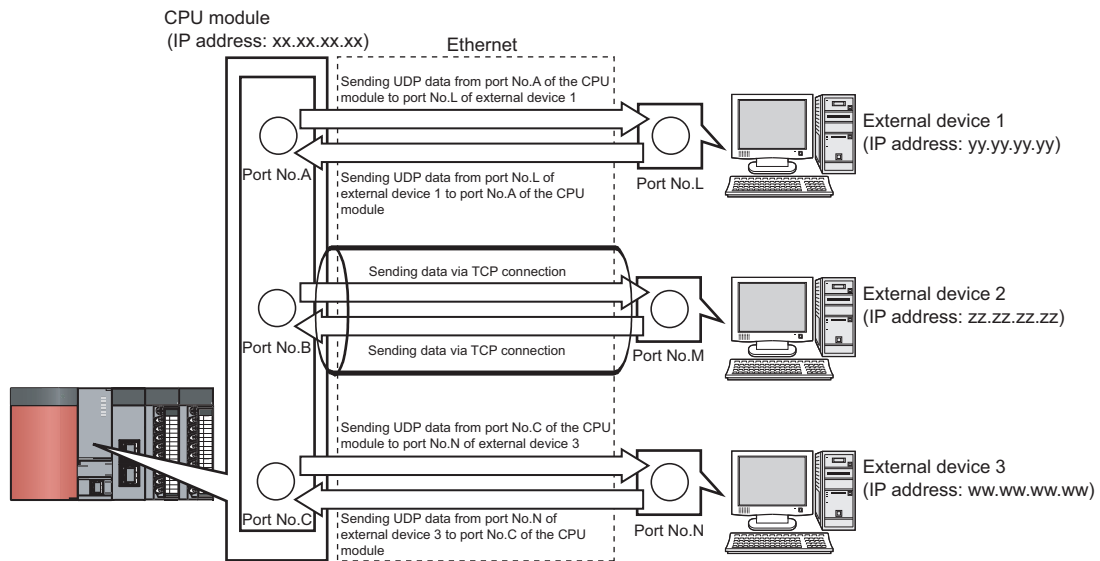 CPU module
(IP address: xx.xx.xx.xx)
Ethernet
Sending UDP data from port No.A of the CPU
module to port No.L of external device 1
External device 1
(IP address: yy.yy.yy.yy)
Port No.A
Port No.L
Sending UDP data from port No.L of
external device 1 to port No.A of the CPU
module
Sending data via TCP connection
External device 2
(IP address: zz.zz.zz.zz)
Port No.B
Sending data via TCP connection
Port No.M
Sending UDP data from port No.C of the CPU
module to port No.N of external device 3
External device 3
(IP address: ww.ww.ww.ww)
Port No.C
Sending UDP data from port No.N of
external device 3 to port No.C of the CPU
module
Port No.N